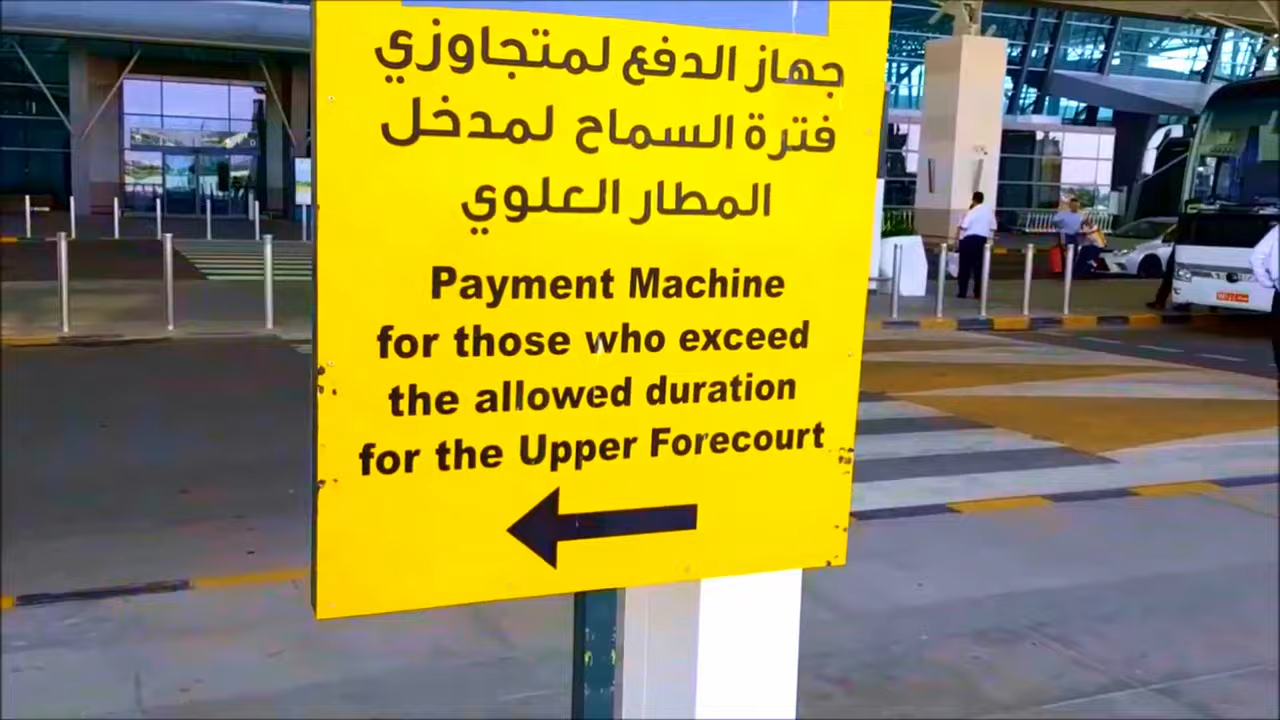 جهاز الدفع لمتجاوزي
فترة السماح لمدخل
المطار العلوي
Payment Machine
for those who exceed
the allowed duration
for the Upper Forecourt